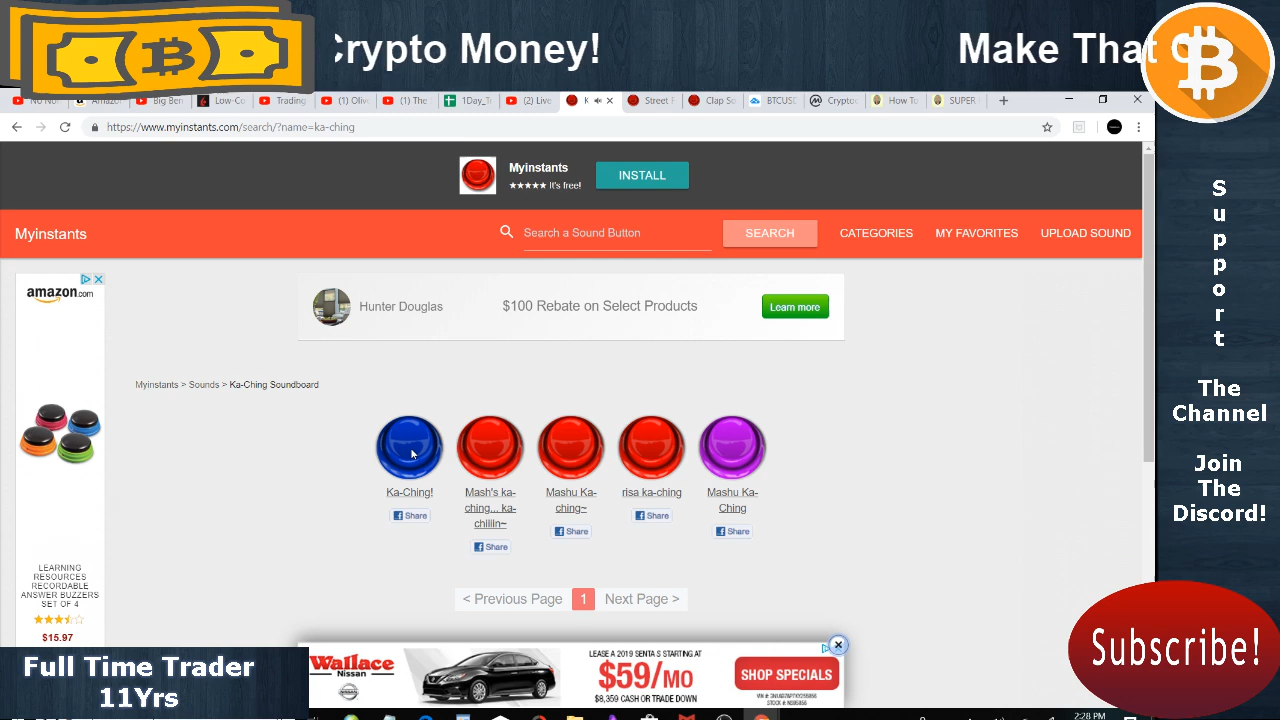 Crypto Money!
Make That
No No
Amazo
Big Ben
Low-Co
Trading
(1) Oliv
(1) The
1Day_T
(2) Live
K
Street F
Clap So
BTCUSD
Cryptoc
How To
SUPER
https://www.myinstants.com/search/?name=ka-ching
Myinstants
★★★★★ It's free!
INSTALL
Myinstants
Search a Sound Button
SEARCH
CATEGORIES
MY FAVORITES
UPLOAD SOUND
amazon.com
LEARNING
RESOURCES
RECORDABLE
ANSWER BUZZERS
SET OF 4
$15.97
Hunter Douglas
$100 Rebate on Select Products
Learn more
Myinstants > Sounds > Ka-Ching Soundboard
Ka-Ching!
Share
Mash's ka-
ching... ka-
chillin~
Share
Mashu Ka-
ching~
Share
risa ka-ching
Share
Mashu Ka-
Ching
Share
< Previous Page
1
Next Page >
Wallace
Nissan
LEASE A 2019 SENTA S STARTING AT
$59/MO
$8,359 CASH OR TRADE DOWN
SHOP SPECIALS
Support
The
Channel
Join
The
Discord!
Subscribe!
Full Time Trader
11Yrs
2:28 PM